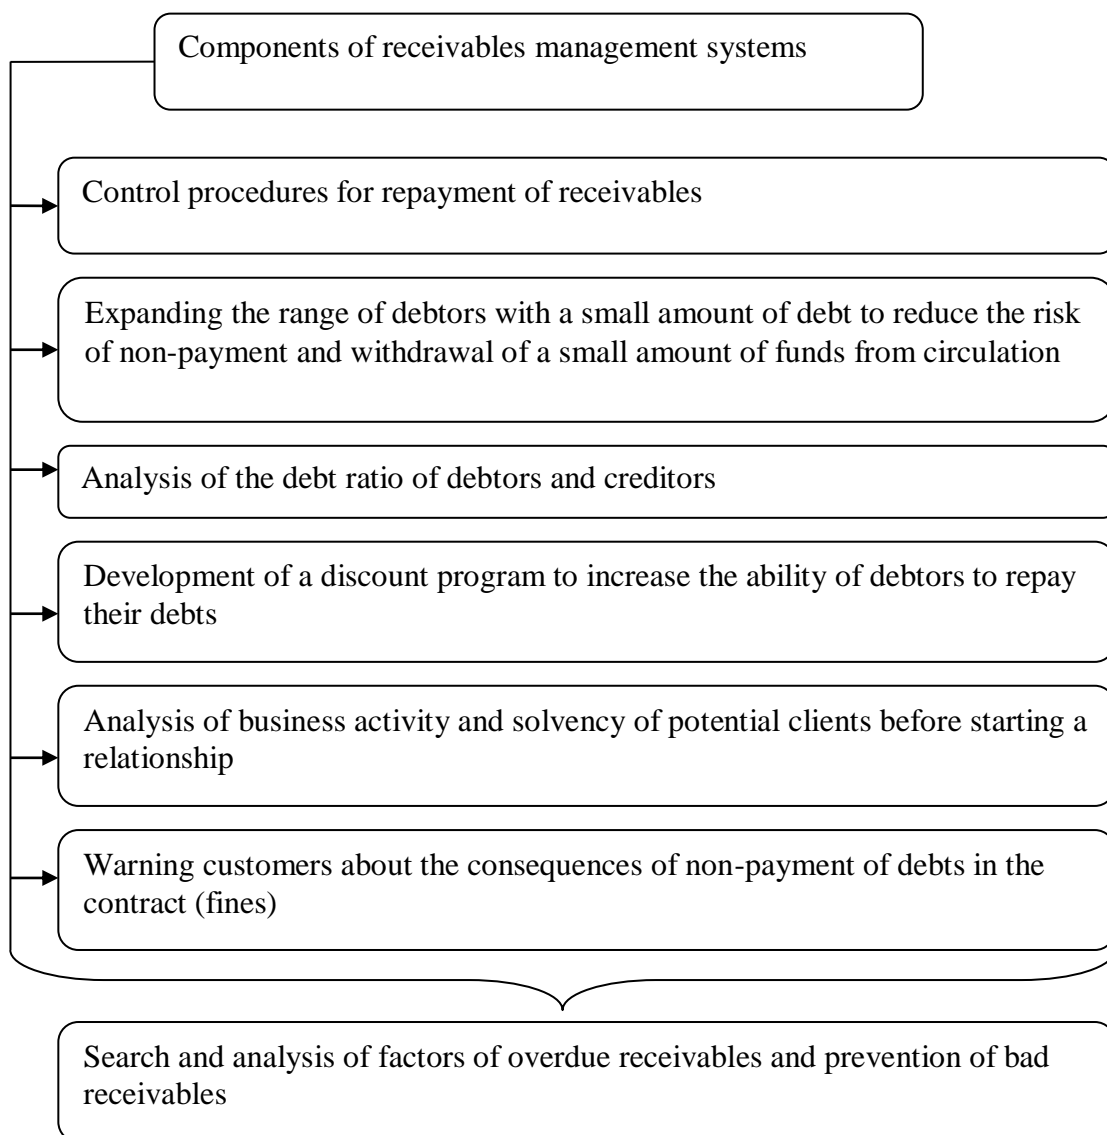 Components of receivables management systems
Control procedures for repayment of receivables
Expanding the range of debtors with a small amount of debt to reduce the risk
of non-payment and withdrawal of a small amount of funds from circulation
Analysis of the debt ratio of debtors and creditors
Development of a discount program to increase the ability of debtors to repay
their debts
Analysis of business activity and solvency of potential clients before starting a
relationship
Warning customers about the consequences of non-payment of debts in the
contract (fines)
Search and analysis of factors of overdue receivables and prevention of bad
receivables